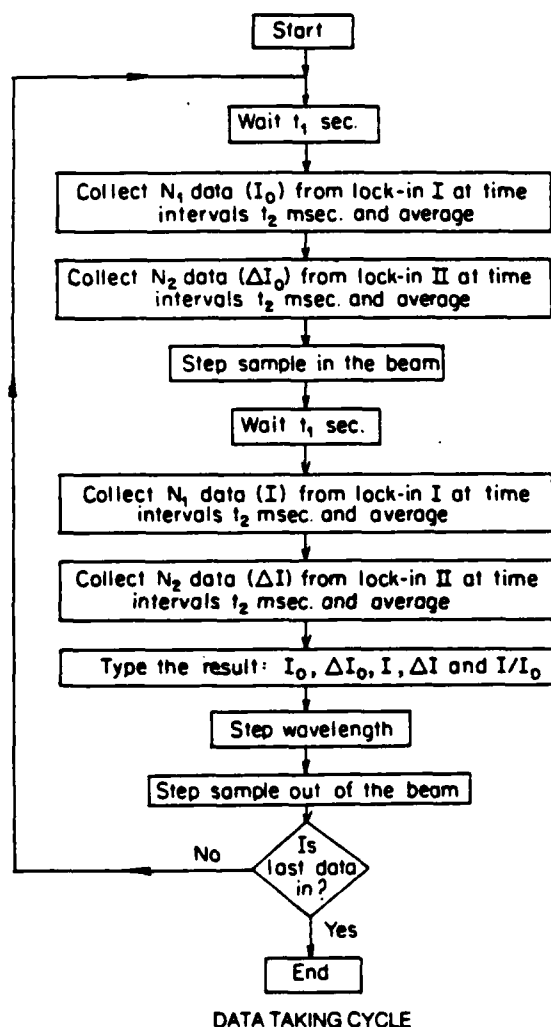 Start
Wait t₁ sec.
Collect N₁ data (I₀) from lock-in I at time
intervals t₂ msec. and average
Collect N₂ data (ΔI₀) from lock-in II at time
intervals t₂ msec. and average
Step sample in the beam
Wait t₁ sec.
Collect N₁ data (I) from lock-in I at time
intervals t₂ msec. and average
Collect N₂ data (ΔI) from lock-in II at time
intervals t₂ msec. and average
Type the result: I₀, ΔI₀, I, ΔI and I/I₀
Step wavelength
Step sample out of the beam
Is
last data
in?
No
Yes
End
DATA TAKING CYCLE